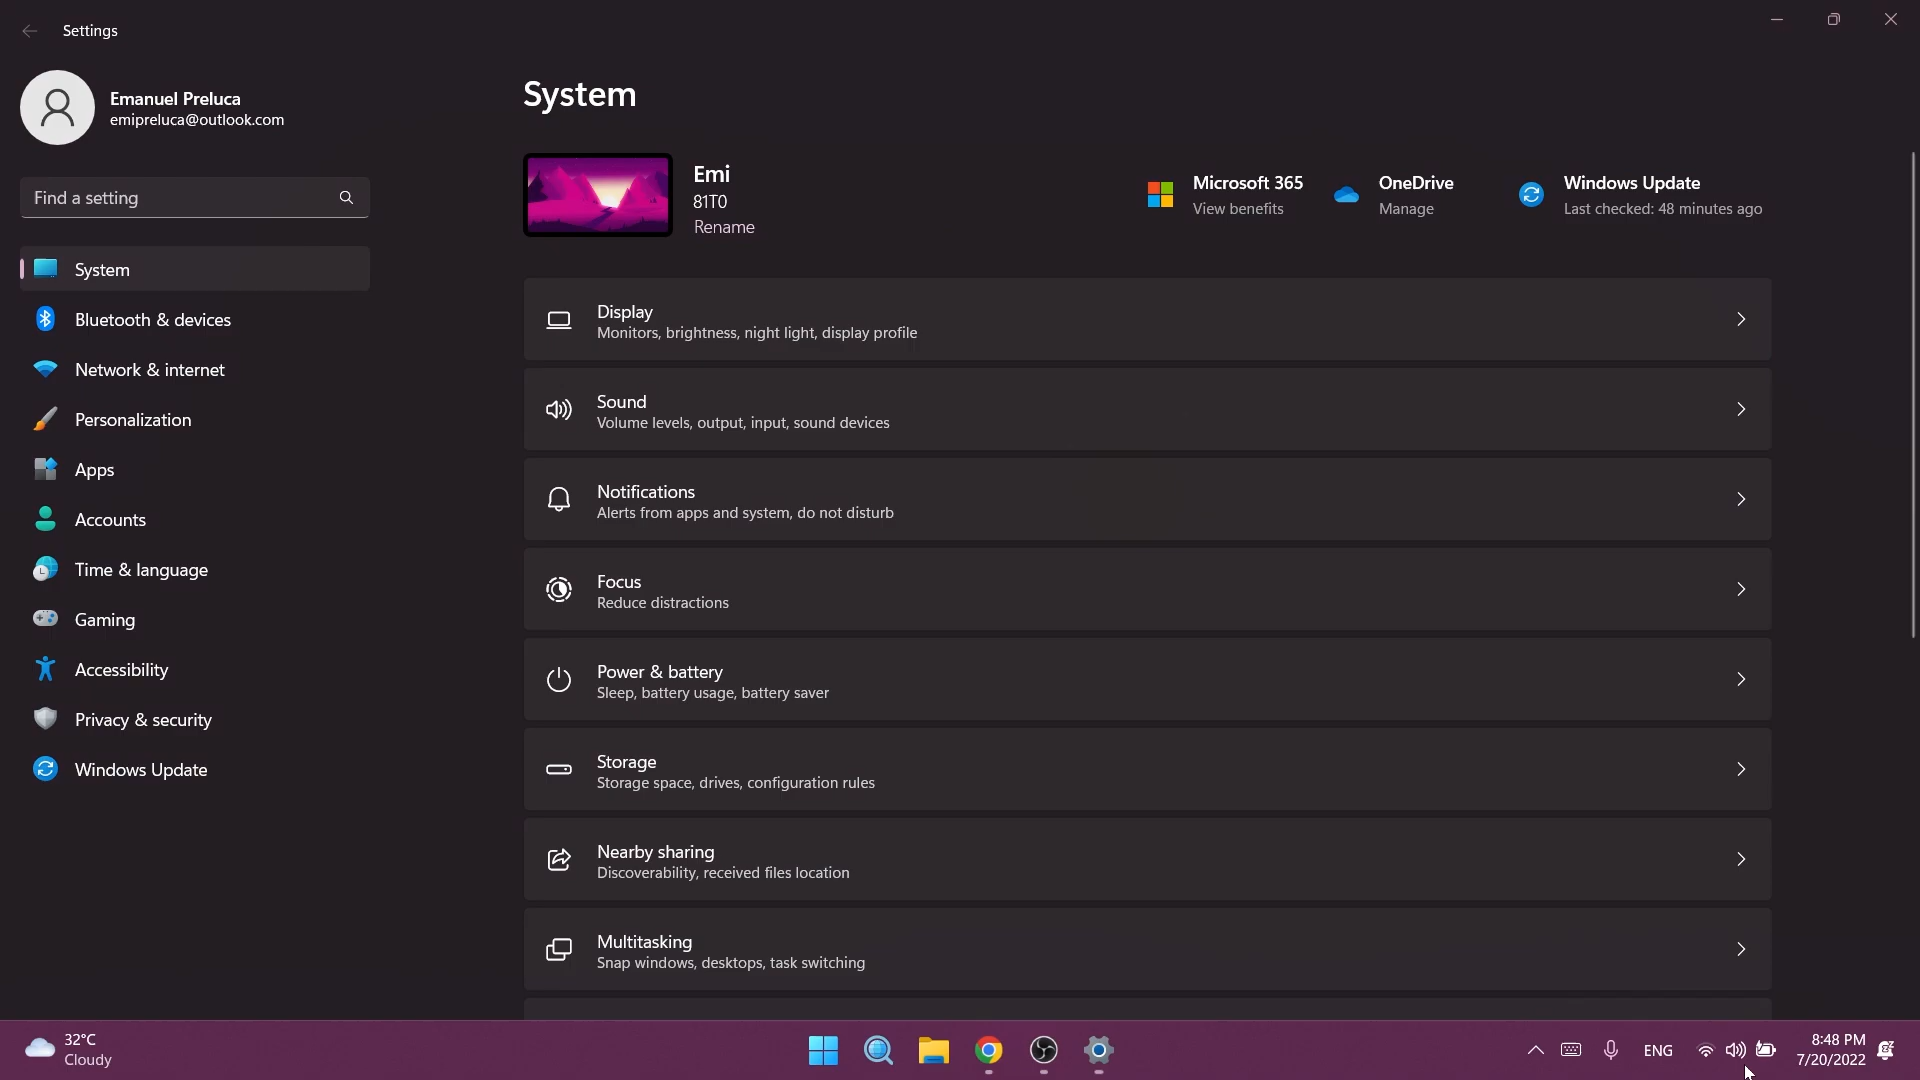 Settings
Emanuel Preluca
emipreluca@outlook.com
Find a setting
System
Bluetooth & devices
Network & internet
Personalization
Apps
Accounts
Time & language
Gaming
Accessibility
Privacy & security
Windows Update
System
Emi
81T0
Rename
Microsoft 365
View benefits
OneDrive
Manage
Windows Update
Last checked: 48 minutes ago
Display
Monitors, brightness, night light, display profile
Sound
Volume levels, output, input, sound devices
Notifications
Alerts from apps and system, do not disturb
Focus
Reduce distractions
Power & battery
Sleep, battery usage, battery saver
Storage
Storage space, drives, configuration rules
Nearby sharing
Discoverability, received files location
Multitasking
Snap windows, desktops, task switching
32°C
Cloudy
ENG
8:48 PM
7/20/2022